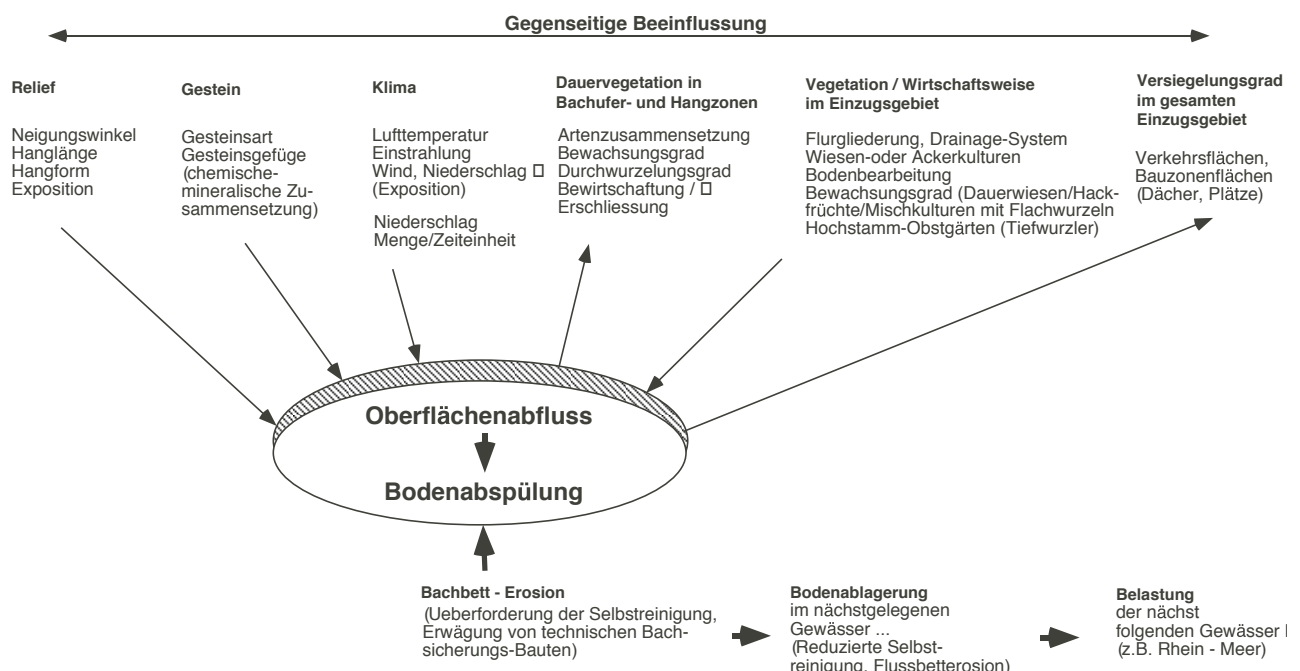 Gegenseitige Beeinflussung
Relief
Neigungswinkel
Hanglänge
Hangform
Exposition
Gestein
Gesteinsart
Gesteinsgefüge
(chemische-
mineralische Zu-
sammensetzung)
Klima
Lufttemperatur
Einstrahlung
Wind, Niederschlag □
(Exposition)
Niederschlag
Menge/Zeiteinheit
Dauervegetation in
Bachufer- und Hangzonen
Artenzusammensetzung
Bewachsungsgrad
Durchwurzelungsgrad
Bewirtschaftung / □
Erschliessung
Vegetation / Wirtschaftsweise
im Einzugsgebiet
Flurgliederung, Drainage-System
Wiesen-oder Ackerkulturen
Bodenbearbeitung
Bewachsungsgrad (Dauerwiesen/Hack-
früchte/Mischkulturen mit Flachwurzeln
Hochstamm-Obstgärten (Tiefwurzler)
Versiegelungsgrad
im gesamten
Einzugsgebiet
Verkehrsflächen,
Bauzonenflächen
(Dächer, Plätze)
Oberflächenabfluss
Bodenabspülung
Bachbett - Erosion
(Ueberforderung der Selbstreinigung,
Erwägung von technischen Bach-
sicherungs-Bauten)
Bodenablagerung
im nächstgelegenen
Gewässer ...
(Reduzierte Selbst-
reinigung, Flussbetterosion)
Belastung
der nächst
folgenden Gewässer
(z.B. Rhein - Meer)